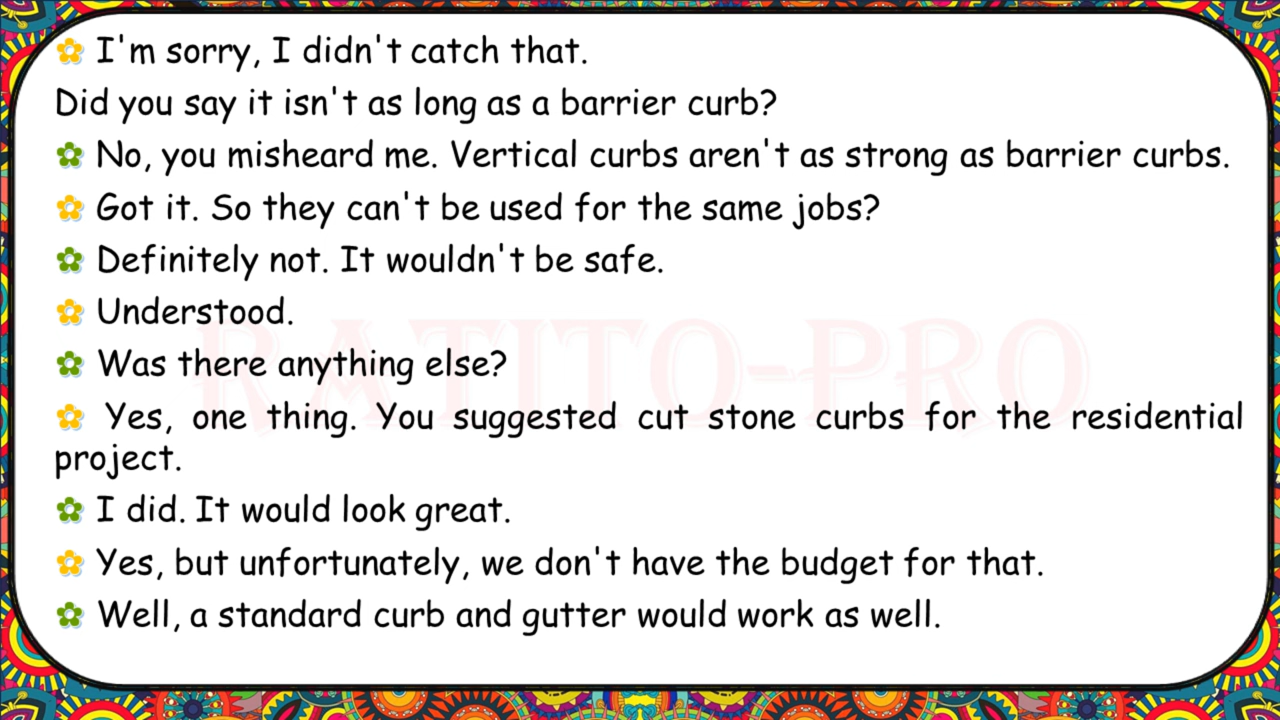 I'm sorry, I didn't catch that.
Did you say it isn't as long as a barrier curb?
No, you misheard me. Vertical curbs aren't as strong as barrier curbs.
Got it. So they can't be used for the same jobs?
Definitely not. It wouldn't be safe.
Understood.
RATITO-PRO
Was there anything else?
Yes, one thing. You suggested cut stone curbs for the residential
project.
I did. It would look great.
Yes, but unfortunately, we don't have the budget for that.
Well, a standard curb and gutter would work as well.